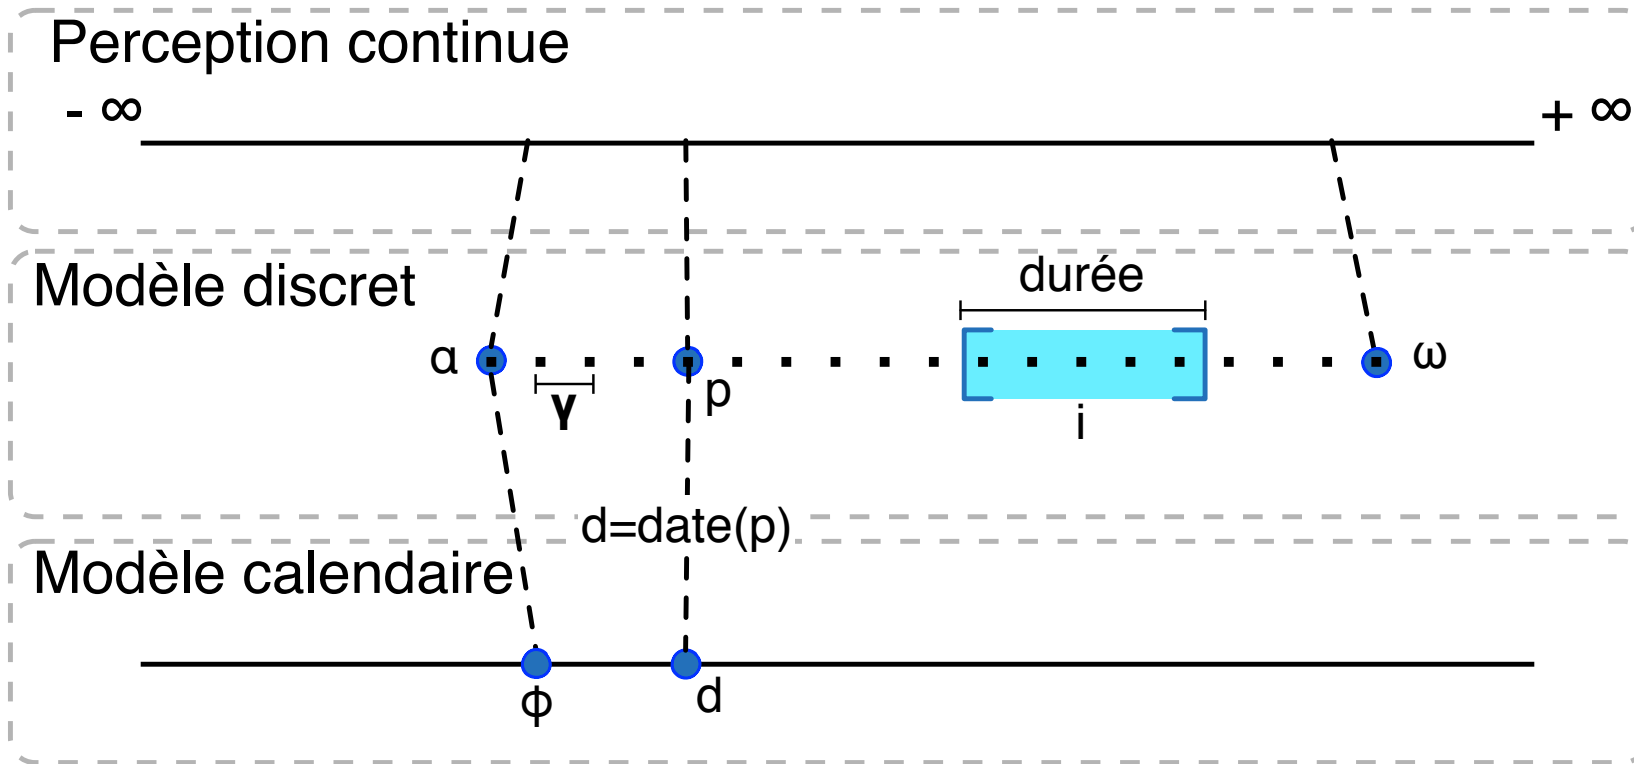 Perception continue
- ∞
+ ∞
Modèle discret
durée
α
ω
γ
p
i
d=date(p)
Modèle calendaire
ϕ
d